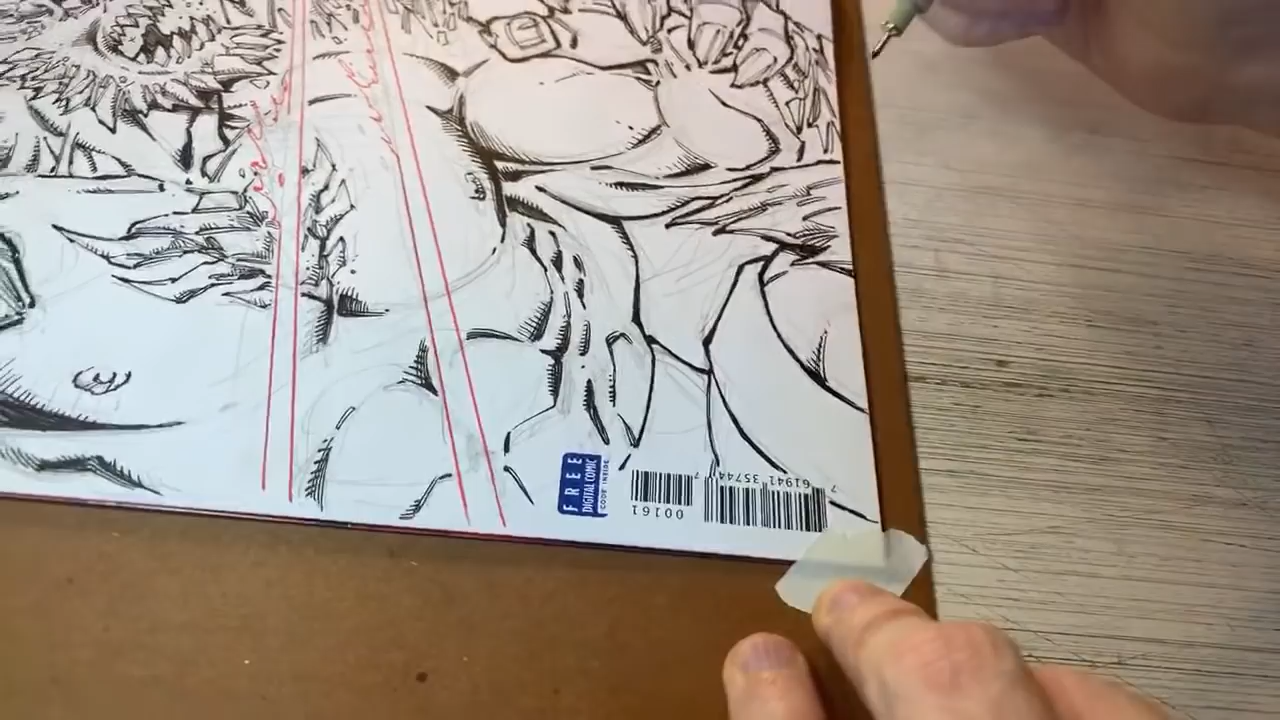 FREE
DIGITAL COMIC
CODE INSIDE
7 61941 35744 7
00161